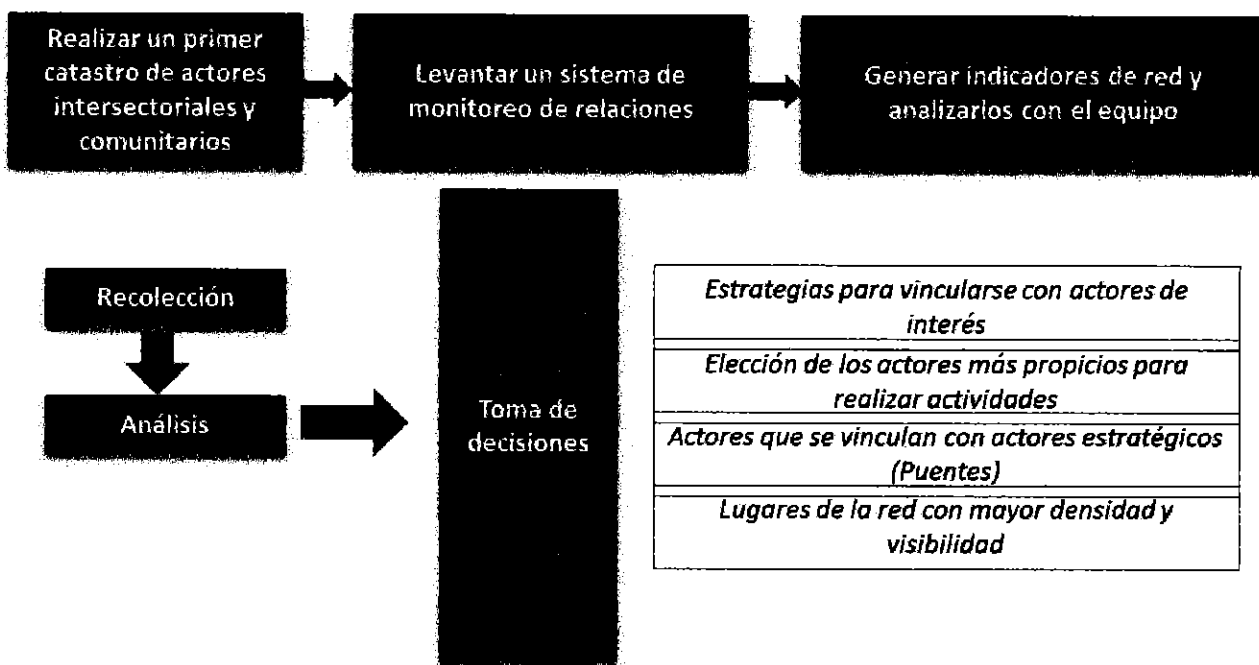 Realizar un primer
catastro de actores
intersectoriales y
comunitarios
Levantar un sistema de
monitoreo de relaciones
Generar indicadores de red y
analizarlos con el equipo
Recolección
Análisis
Toma de
decisiones
Estrategias para vincularse con actores de
interés
Elección de los actores más propicios para
realizar actividades
Actores que se vinculan con actores estratégicos
(Puentes)
Lugares de la red con mayor densidad y
visibilidad